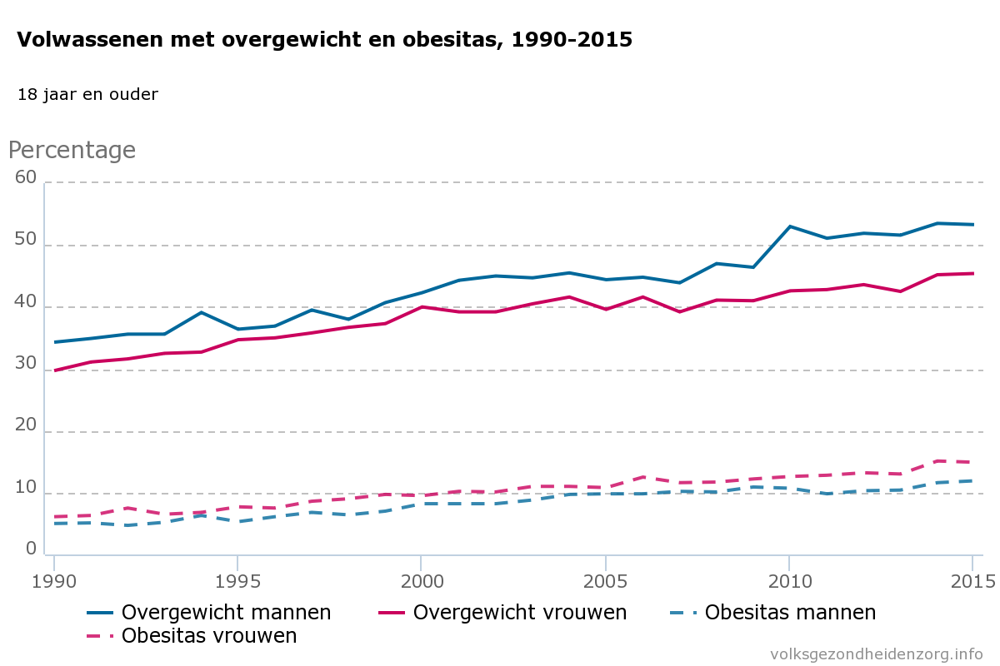 Volwassenen met overgewicht en obesitas, 1990-2015
18 jaar en ouder
Percentage
60
50
40
30
20
10
0
1990 1995 2000 2005 2010 2015
Overgewicht mannen Overgewicht vrouwen Obesitas mannen
Obesitas vrouwen
volksgezondheidenzorg.info